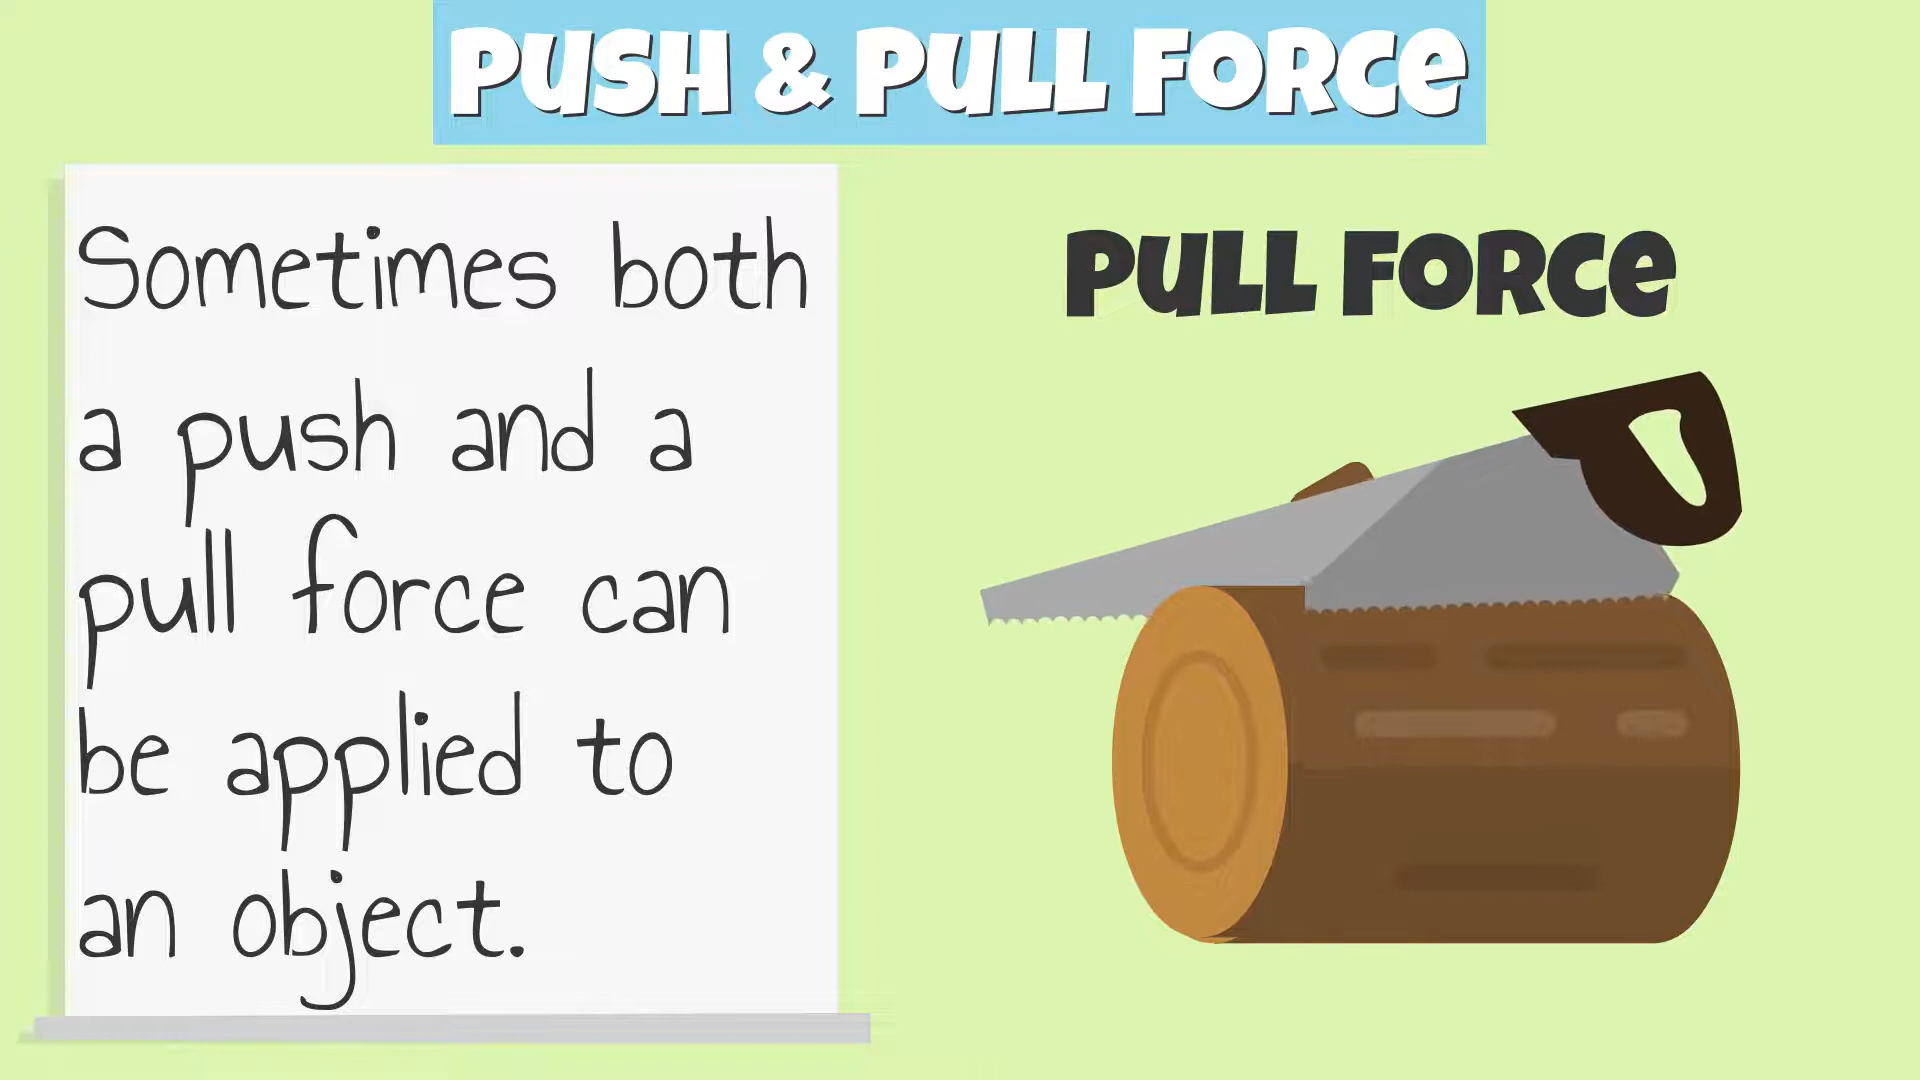 PUSH & PULL FORCE
Sometimes both
a push and a
pull force can
be applied to
an object.
PULL FORCE